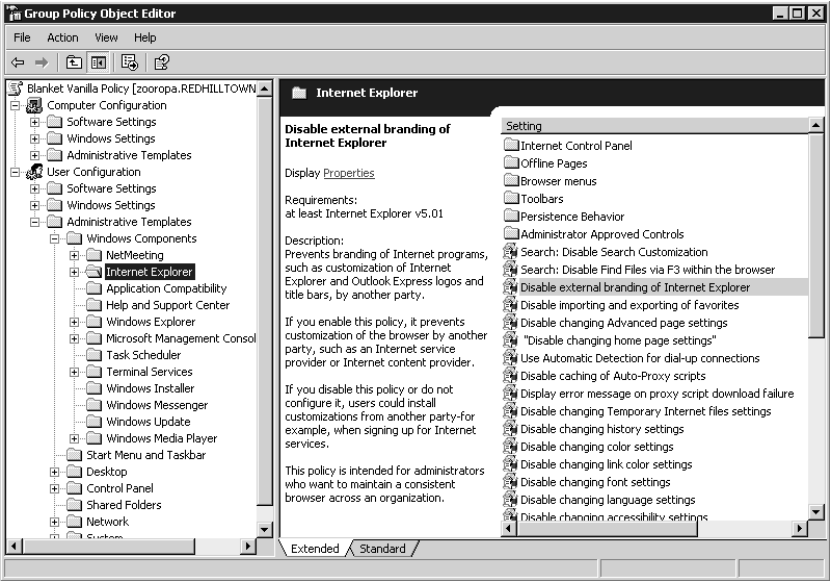 Group Policy Object Editor
File Action View Help
Blanket Vanilla Policy [zooropa.REDHILLTOWN
Computer Configuration
Software Settings
Windows Settings
Administrative Templates
User Configuration
Software Settings
Windows Settings
Administrative Templates
Windows Components
NetMeeting
Internet Explorer
Application Compatibility
Help and Support Center
Windows Explorer
Microsoft Management Consol
Task Scheduler
Terminal Services
Windows Installer
Windows Messenger
Windows Update
Windows Media Player
Start Menu and Taskbar
Desktop
Control Panel
Shared Folders
Network
System
Internet Explorer
Disable external branding of
Internet Explorer
Display Properties
Requirements:
at least Internet Explorer v5.01
Description:
Prevents branding of Internet programs,
such as customization of Internet
Explorer and Outlook Express logos and
title bars, by another party.
If you enable this policy, it prevents
customization of the browser by another
party, such as an Internet service
provider or Internet content provider.
If you disable this policy or do not
configure it, users could install
customizations from another party-for
example, when signing up for Internet
services.
This policy is intended for administrators
who want to maintain a consistent
browser across an organization.
Setting
Internet Control Panel
Offline Pages
Browser menus
Toolbars
Persistence Behavior
Administrator Approved Controls
Search: Disable Search Customization
Search: Disable Find Files via F3 within the browser
Disable external branding of Internet Explorer
Disable importing and exporting of favorites
Disable changing Advanced page settings
"Disable changing home page settings"
Use Automatic Detection for dial-up connections
Disable caching of Auto-Proxy scripts
Display error message on proxy script download failure
Disable changing Temporary Internet files settings
Disable changing history settings
Disable changing color settings
Disable changing link color settings
Disable changing font settings
Disable changing language settings
Disable changing accessibility settings
Extended Standard